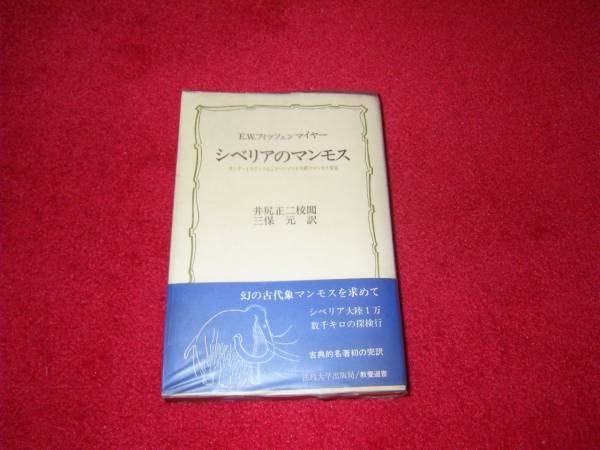 E.W.フィッツェンマイヤー
シベリアのマンモス
井尻正二校閲
三保 元 訳
幻の古代象マンモスを求めて
シベリア大陸1万
数千キロの探検行
古典的名著初の完訳
法政大学出版局/教養選書